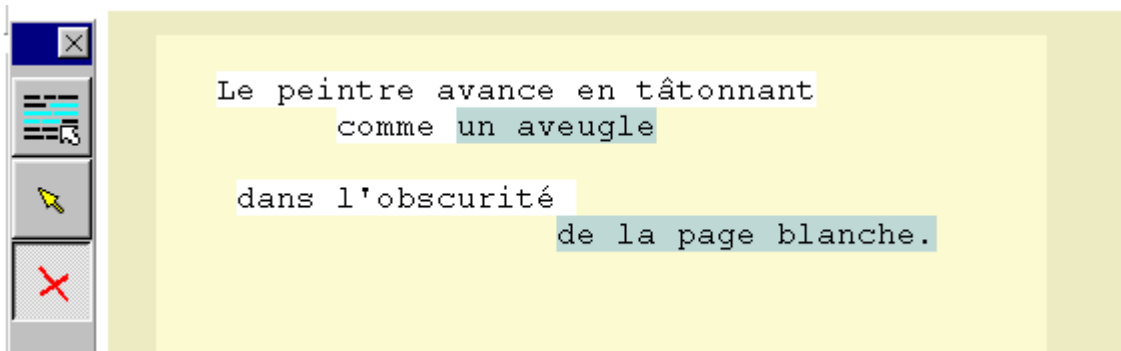 Le peintre avance en tâtonnant
comme un aveugle
dans l'obscurité
de la page blanche.